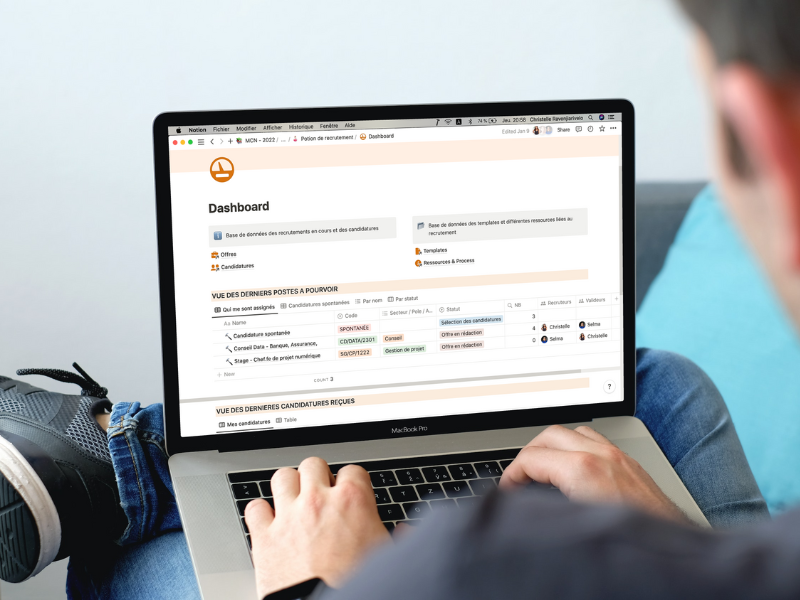 Notion Fichier Modifier Afficher Historique Fenêtre Aide 74 % Jeu. 20:56 Christelle Navenjarivelo
MCN - 2022 / ... / Potion de recrutement / Dashboard Edited Jan 9 Share
Dashboard
Base de données des recrutements en cours et des candidatures
Base de données des templates et différentes ressources liées au
recrutement
Offres
Candidatures
Templates
Ressources & Process
VUE DES DERNIERS POSTES A POURVOIR
Qui me sont assignés Candidatures spontanées Par nom Par statut
Aa Name Code Secteur / Pole / A... Statut NB Recruteurs Valideurs
Candidature spontanée SPONTANÉE Sélection des candidatures 3
Conseil Data - Banque, Assurance, CD/DATA/2301 Conseil Offre en rédaction 4 Christelle Selma
Stage - Chef.fe de projet numérique SG/CP/1222 Gestion de projet Offre en rédaction 0 Selma Christelle
+ New
COUNT 3
VUE DES DERNIERES CANDIDATURES REÇUES
Mes candidatures Table
?
MacBook Pro